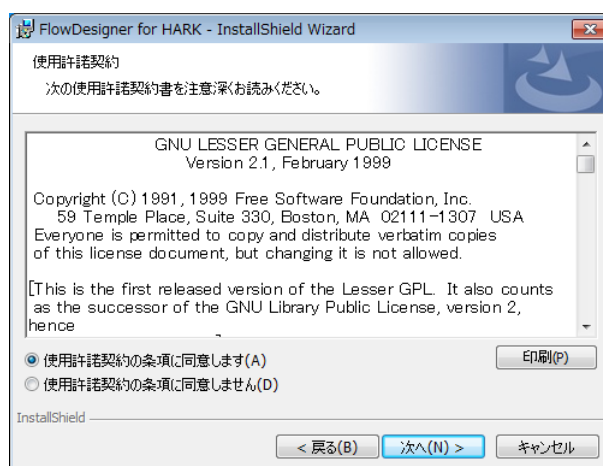 FlowDesigner for HARK - InstallShield Wizard
使用許諾契約
次の使用許諾契約書を注意深くお読みください。
GNU LESSER GENERAL PUBLIC LICENSE
Version 2.1, February 1999
Copyright (C) 1991, 1999 Free Software Foundation, Inc.
59 Temple Place, Suite 330, Boston, MA 02111-1307 USA
Everyone is permitted to copy and distribute verbatim copies
of this license document, but changing it is not allowed.
[This is the first released version of the Lesser GPL. It also counts
as the successor of the GNU Library Public License, version 2,
hence
使用許諾契約の条項に同意します(A)
印刷(P)
使用許諾契約の条項に同意しません(D)
InstallShield
< 戻る(B)
次へ(N) >
キャンセル